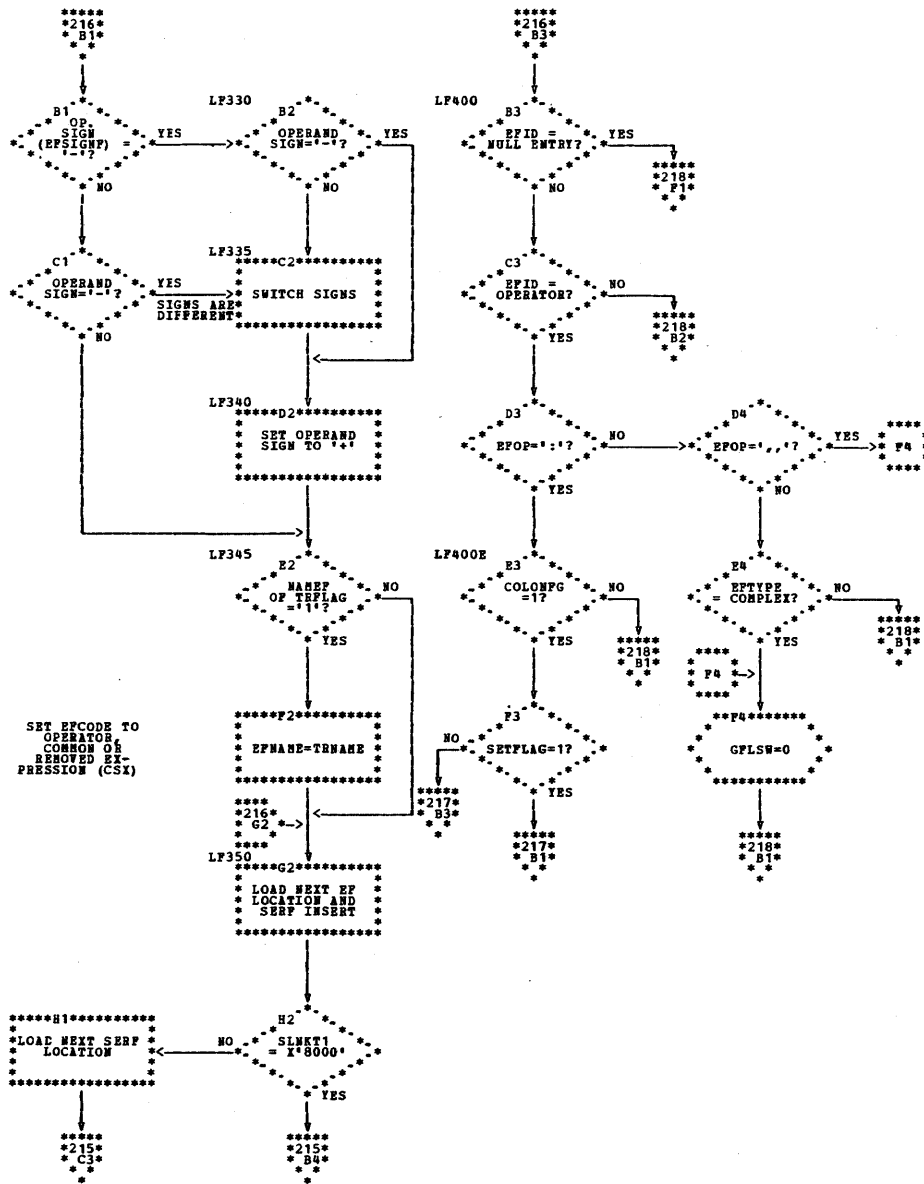 *216*
B1
*216*
B3
LF330
LF400
B1
OP.
SIGN
(EFSIGNF) =
'-'?
YES
NO
B2
OPERAND
SIGN='-'?
YES
NO
B3
EFID =
NULL ENTRY?
YES
NO
*218*
F1
LF335
C1
OPERAND
SIGN='-'?
YES
SIGNS ARE
DIFFERENT
NO
C2
SWITCH SIGNS
C3
EFID =
OPERATOR?
NO
YES
*218*
B2
LF340
D2
SET OPERAND
SIGN TO '+'
D3
EFOP=':'?
NO
YES
D4
EFOP=',,'?
YES
NO
F4
LF345
LF400E
E2
NAMEF
OF TRFLAG
='1'?
NO
YES
E3
COLONFG
=1?
NO
YES
*218*
B1
E4
EFTYPE
= COMPLEX?
NO
YES
*218*
B1
F4
SET EFCODE TO
OPERATOR,
COMMON OR
REMOVED EX-
PRESSION (CSX)
F2
EFNAME=TRNAME
F3
SETFLAG=1?
NO
YES
F4
GFLSW=0
*216*
G2
*217*
B3
*217*
B1
*218*
B1
LF350
G2
LOAD NEXT EF
LOCATION AND
SERF INSERT
H1
LOAD NEXT SERF
LOCATION
H2
SLNKT1
= X'8000'
NO
YES
*215*
C3
*215*
B4